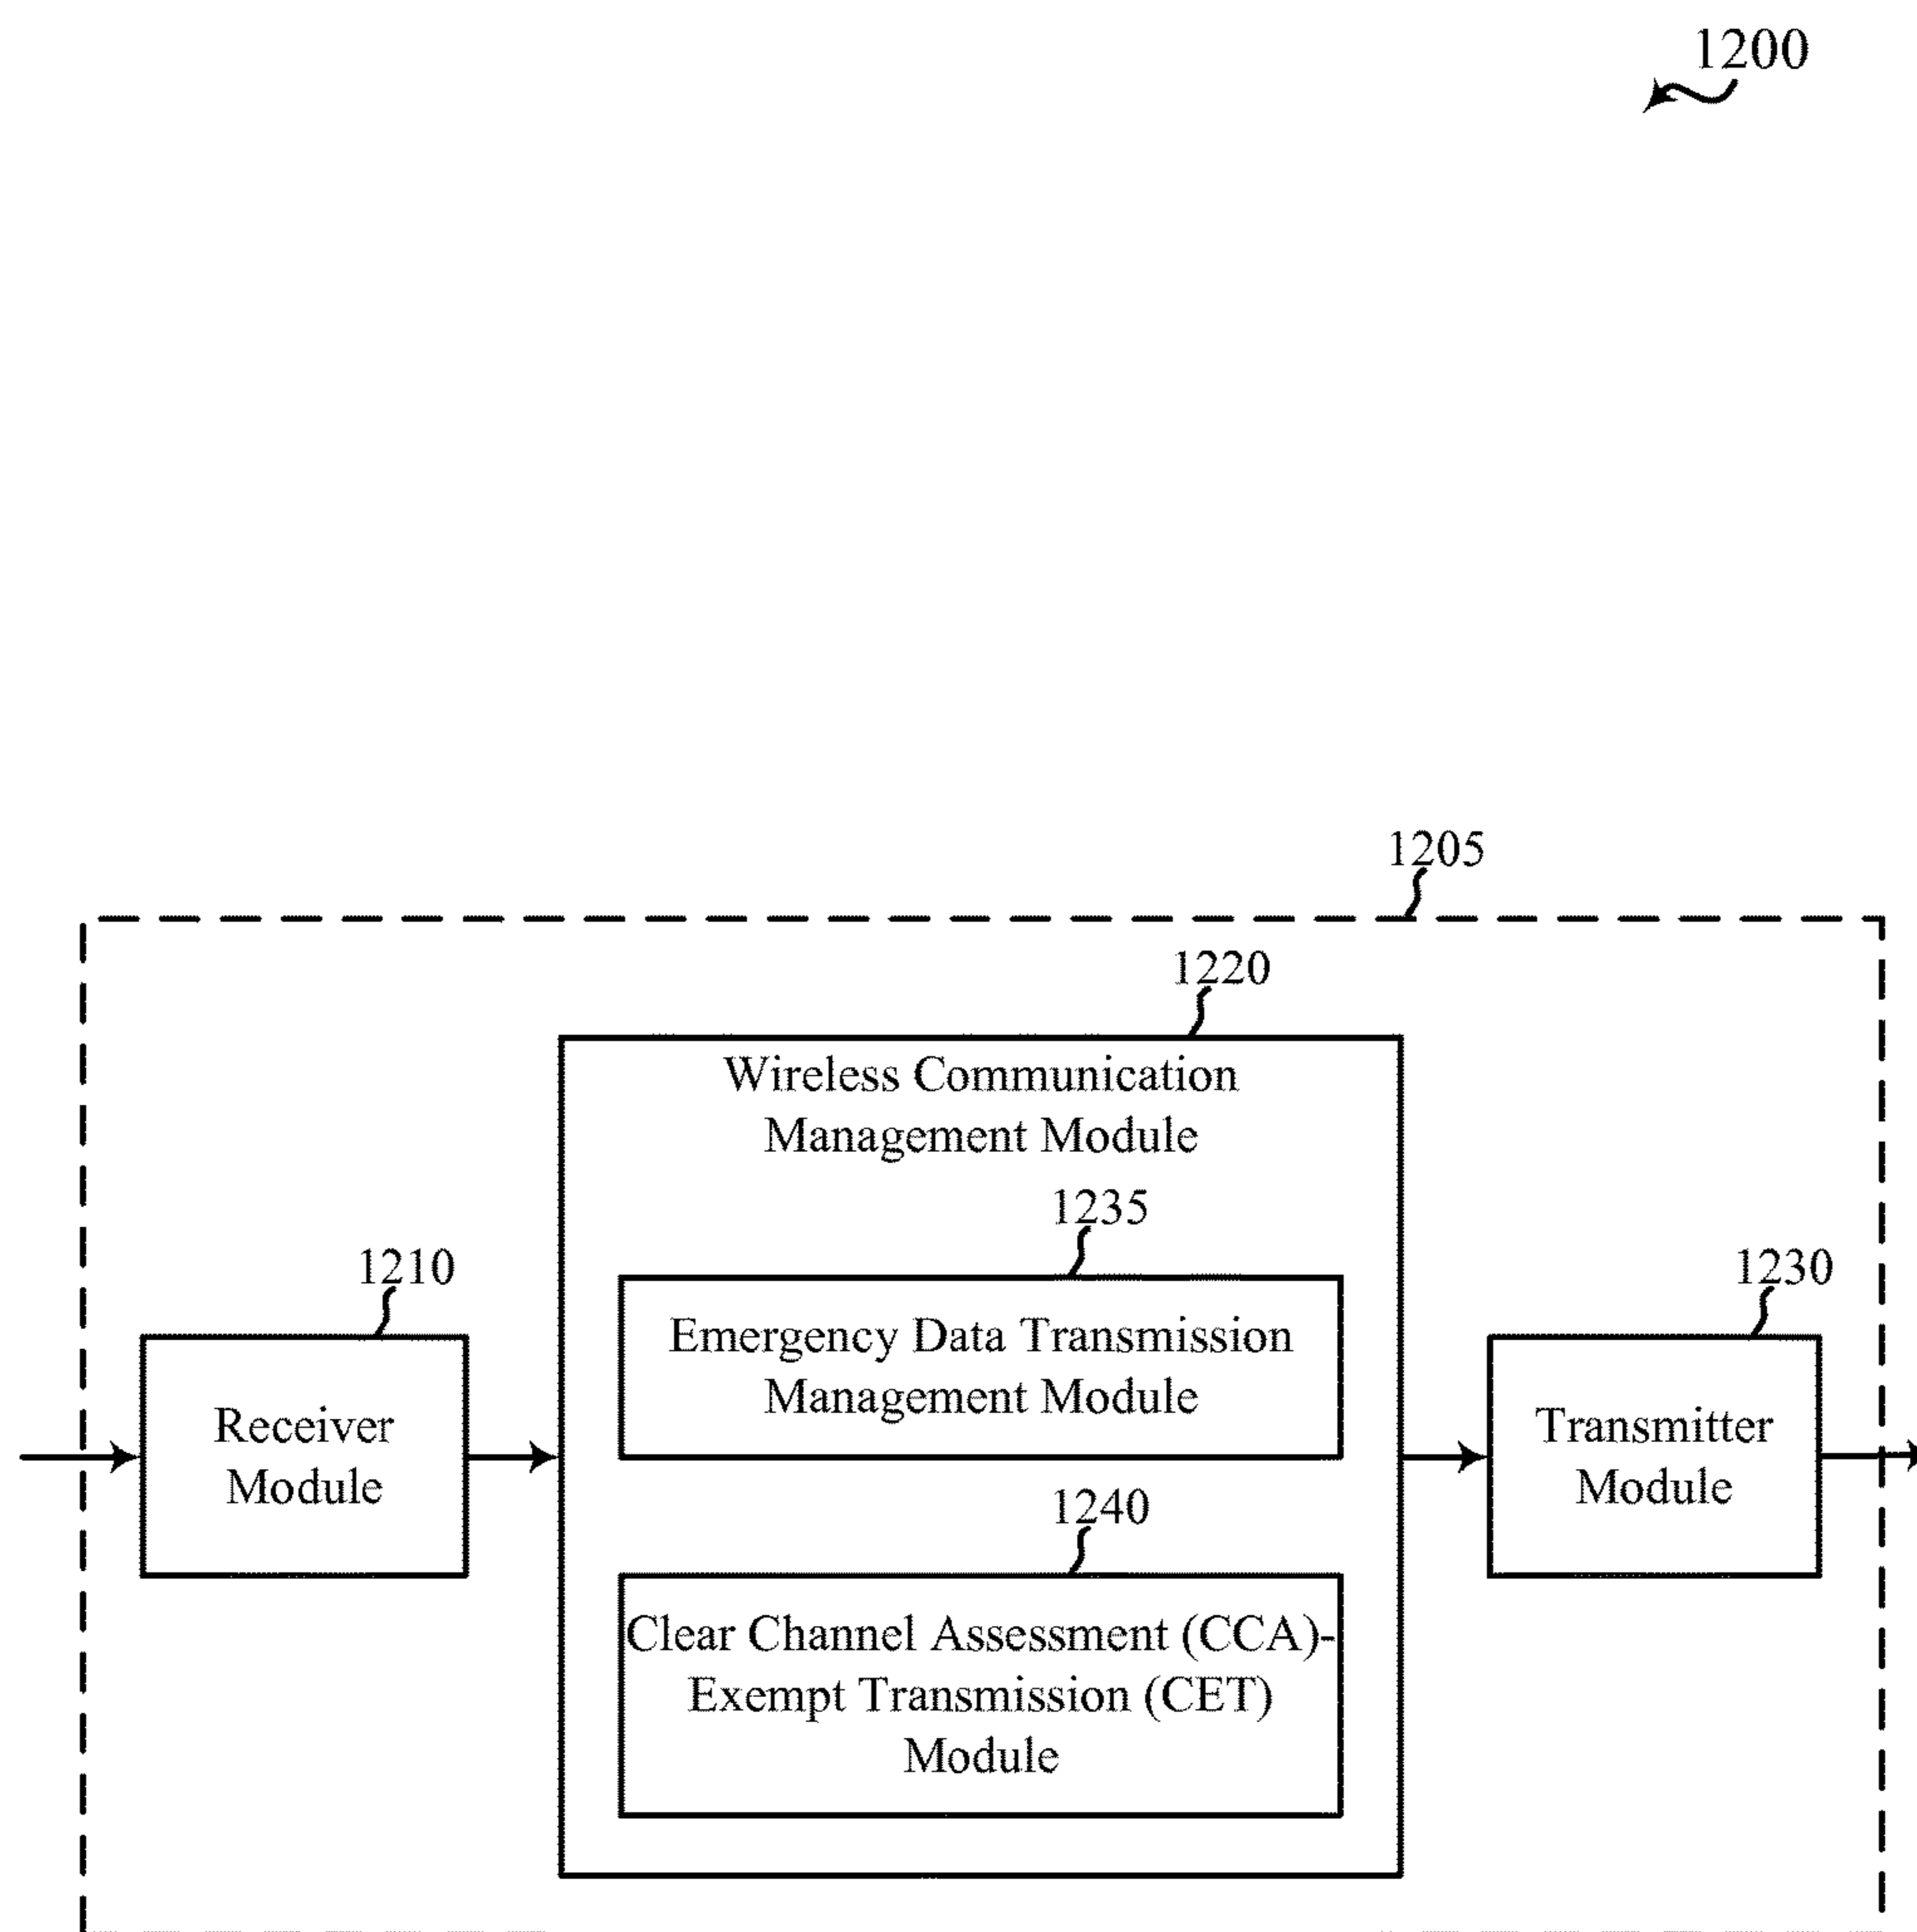 1200
1205
1220
Wireless Communication
Management Module
1235
1210
1230
Emergency Data Transmission
Management Module
Receiver
Module
Transmitter
Module
1240
Clear Channel Assessment (CCA)-
Exempt Transmission (CET)
Module